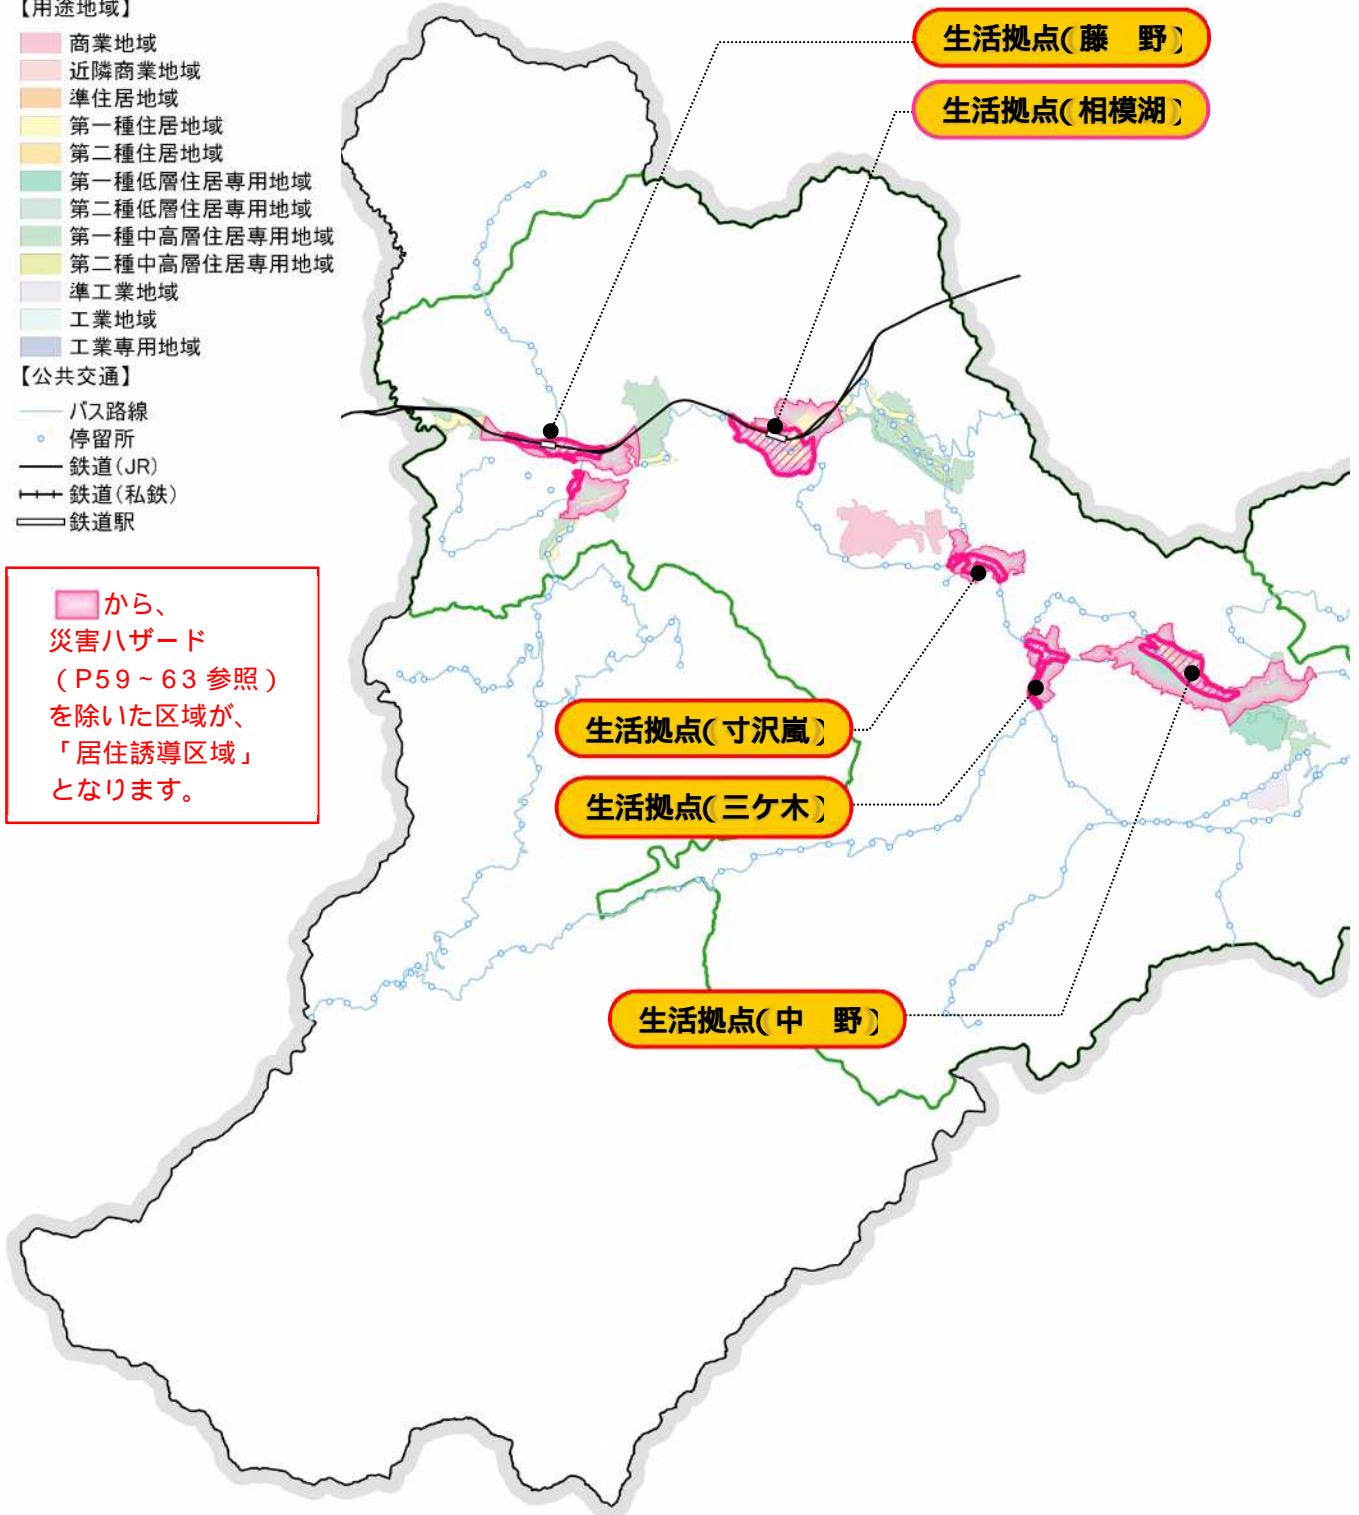 【用途地域】
商業地域
近隣商業地域
準住居地域
第一種住居地域
第二種住居地域
第一種低層住居専用地域
第二種低層住居専用地域
第一種中高層住居専用地域
第二種中高層住居専用地域
準工業地域
工業地域
工業専用地域
【公共交通】
バス路線
停留所
鉄道(JR)
鉄道(私鉄)
鉄道駅
から、
災害ハザード
(P59~63 参照)
を除いた区域が、
「居住誘導区域」
となります。
生活拠点(藤　野)
生活拠点(相模湖)
生活拠点(寸沢嵐)
生活拠点(三ケ木)
生活拠点(中　野)